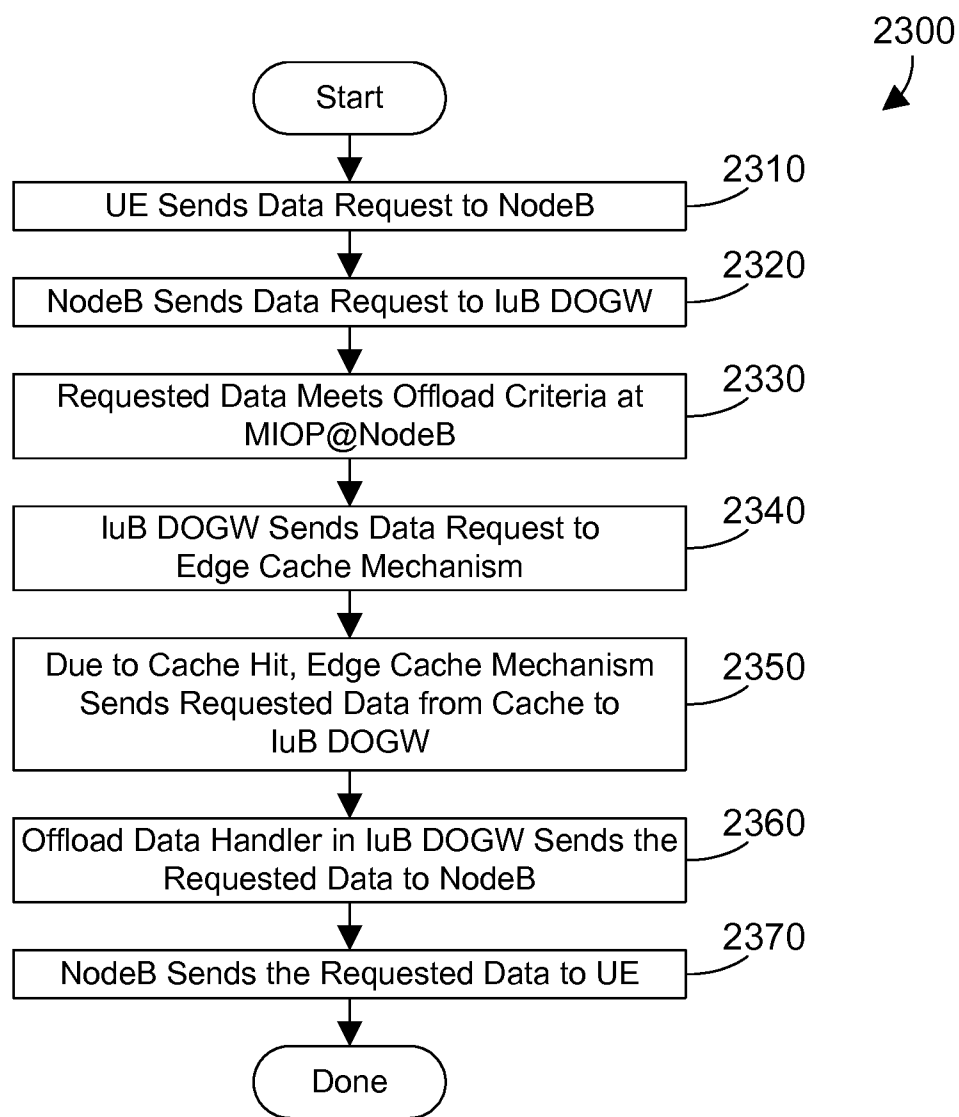 2300
Start
2310
UE Sends Data Request to NodeB
2320
NodeB Sends Data Request to IuB DOGW
2330
Requested Data Meets Offload Criteria at
MIOP@NodeB
2340
IuB DOGW Sends Data Request to
Edge Cache Mechanism
2350
Due to Cache Hit, Edge Cache Mechanism
Sends Requested Data from Cache to
IuB DOGW
2360
Offload Data Handler in IuB DOGW Sends the
Requested Data to NodeB
2370
NodeB Sends the Requested Data to UE
Done